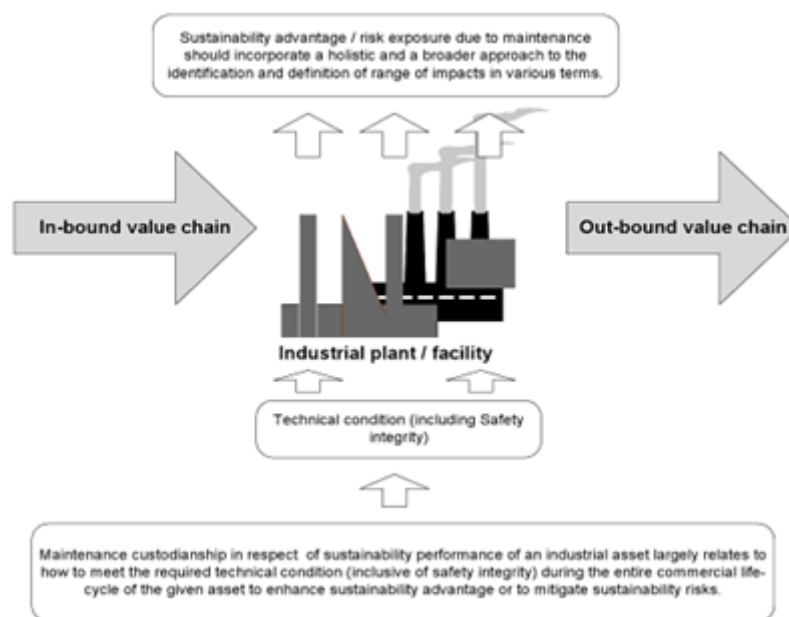 Sustainability advantage / risk exposure due to maintenance
should incorporate a holistic and a broader approach to the
identification and definition of range of impacts in various terms.
In-bound value chain
Out-bound value chain
Industrial plant / facility
Technical condition (including Safety
integrity)
Maintenance custodianship in respect of sustainability performance of an industrial asset largely relates to
how to meet the required technical condition (inclusive of safety integrity) during the entire commercial life-
cycle of the given asset to enhance sustainability advantage or to mitigate sustainability risks.